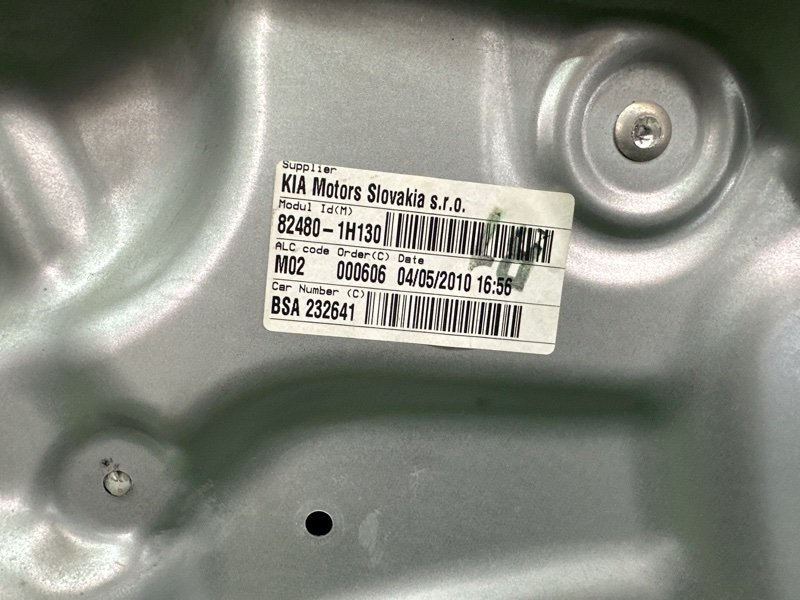 Supplier
KIA Motors Slovakia s.r.o.
Modul Id(M)
82480-1H130
ALC code Order(C) Date
M02 000606 04/05/2010 16:56
Car Number (C)
BSA 232641